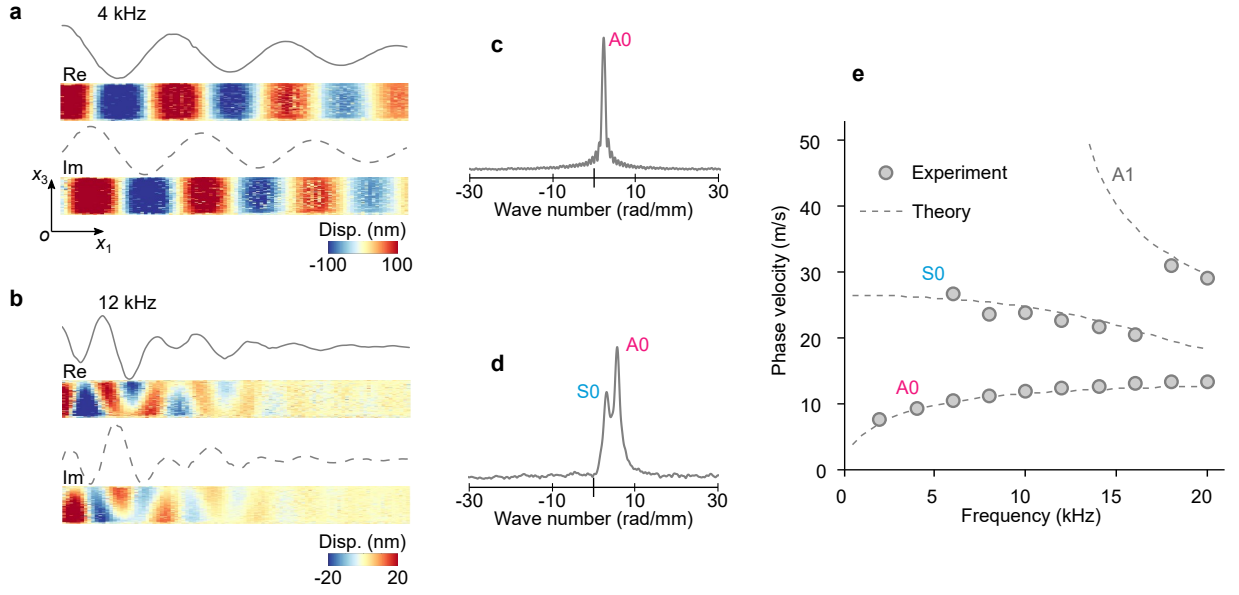 a
4 kHz
Re
Im
x3
o
x1
Disp. (nm)
-100 100
b
12 kHz
Re
Im
Disp. (nm)
-20 20
c
A0
-30 -10 10 30
Wave number (rad/mm)
d
S0
A0
-30 -10 10 30
Wave number (rad/mm)
e
Phase velocity (m/s)
50
40
30
20
10
0
Experiment
Theory
A1
S0
A0
0 5 10 15 20
Frequency (kHz)